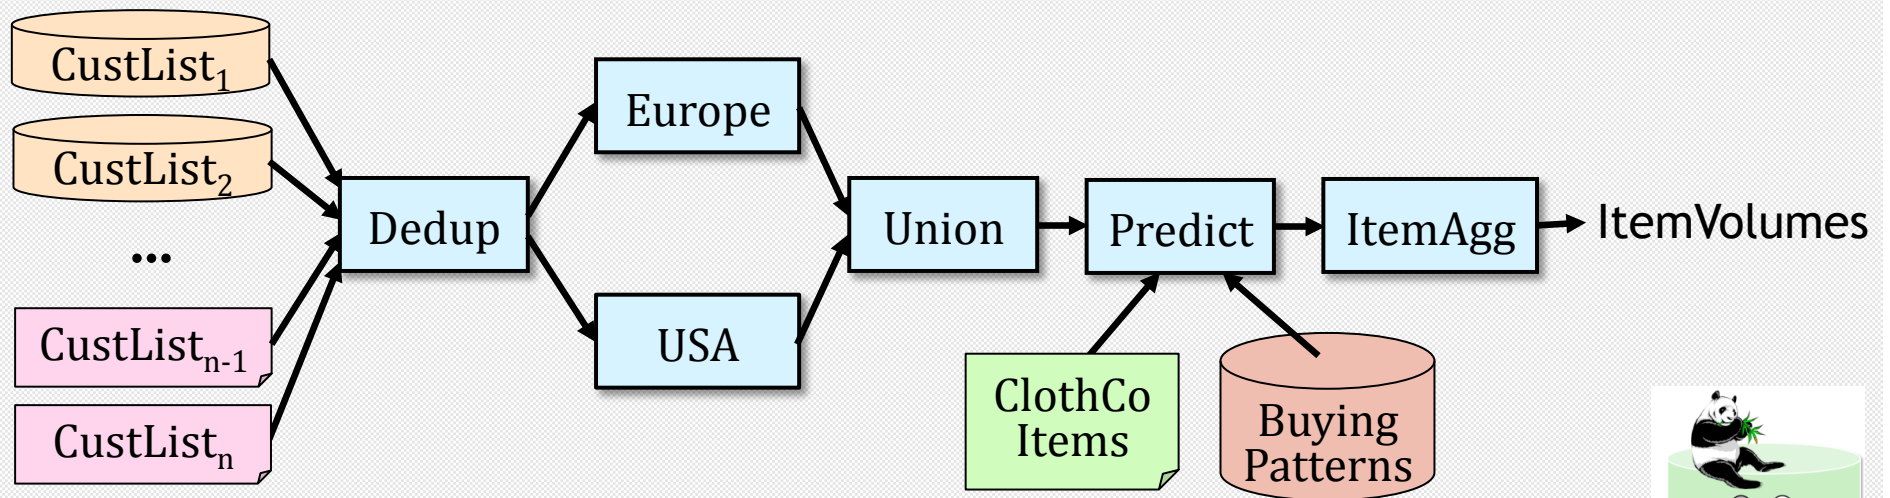 CustList₁
CustList₂
...
CustListₙ₋₁
CustListₙ
Dedup
Europe
USA
Union
Predict
ItemAgg
ItemVolumes
ClothCo
Items
Buying
Patterns